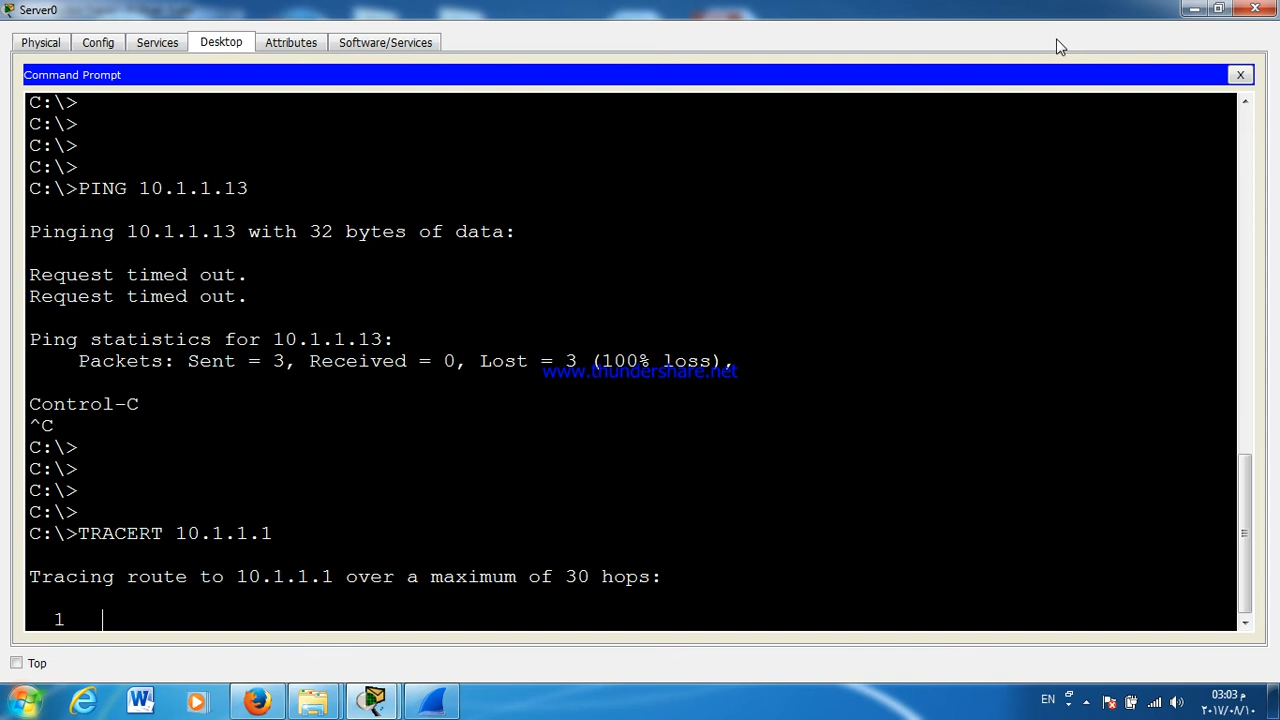 Server0
Physical Config Services Desktop Attributes Software/Services
Command Prompt X
C:\>
C:\>
C:\>
C:\>
C:\>PING 10.1.1.13
Pinging 10.1.1.13 with 32 bytes of data:
Request timed out.
Request timed out.
Ping statistics for 10.1.1.13:
Packets: Sent = 3, Received = 0, Lost = 3 (100% loss),
www.thundershare.net
Control-C
^C
C:\>
C:\>
C:\>
C:\>
C:\>TRACERT 10.1.1.1
Tracing route to 10.1.1.1 over a maximum of 30 hops:
1
Top
EN
03:03 م
٢٠١٧/٠٨/١٠